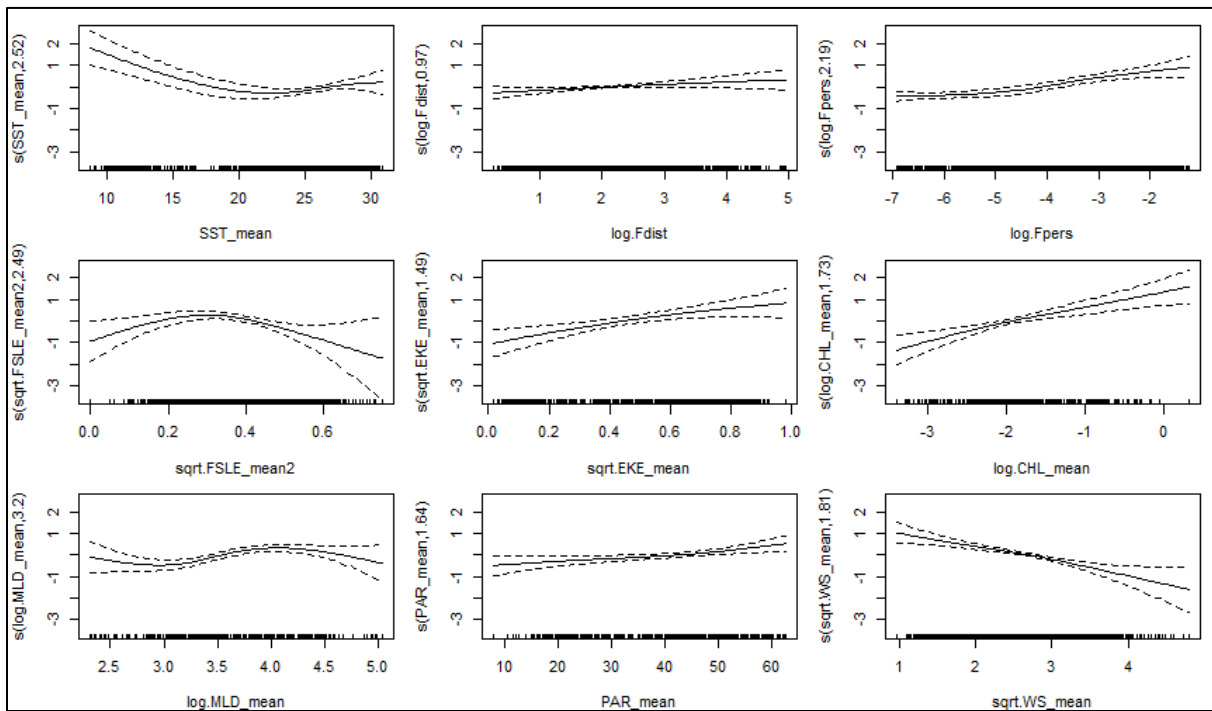 s(SST_mean,2.52)
2
1
-1
-3
10 15 20 25 30
SST_mean
s(log.Fdist,0.97)
2
1
-1
-3
1 2 3 4 5
log.Fdist
s(log.Fpers,2.19)
2
1
-1
-3
-7 -6 -5 -4 -3 -2
log.Fpers
s(sqrt.FSLE_mean2,2.49)
2
1
-1
-3
0.0 0.2 0.4 0.6
sqrt.FSLE_mean2
s(sqrt.EKE_mean,1.49)
2
1
-1
-3
0.0 0.2 0.4 0.6 0.8 1.0
sqrt.EKE_mean
s(log.CHL_mean,1.73)
2
1
-1
-3
-3 -2 -1 0
log.CHL_mean
s(log.MLD_mean,3.2)
2
1
-1
-3
2.5 3.0 3.5 4.0 4.5 5.0
log.MLD_mean
s(PAR_mean,1.64)
2
1
-1
-3
10 20 30 40 50 60
PAR_mean
s(sqrt.WS_mean,1.81)
2
1
-1
-3
1 2 3 4
sqrt.WS_mean